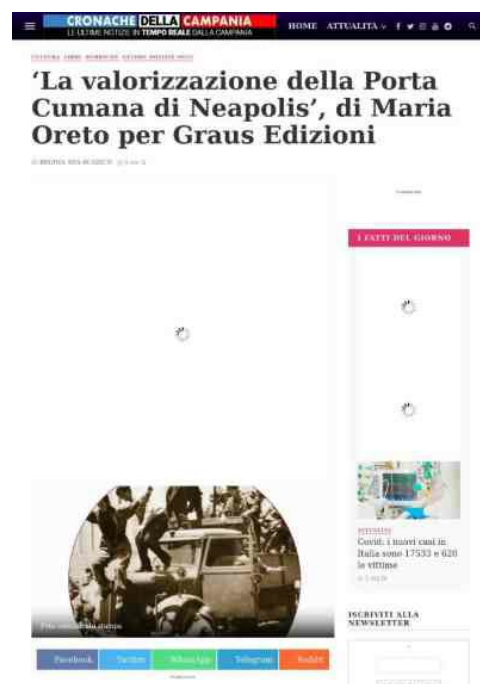 CRONACHE DELLA CAMPANIA
LE ULTIME NOTIZIE IN TEMPO REALE DALLA CAMPANIA
HOME ATTUALITÀ
‘La valorizzazione della Porta
Cumana di Neapolis’, di Maria
Oreto per Graus Edizioni
I FATTI DEL GIORNO
ATTUALITÀ
Covid: i nuovi casi in
Italia sono 17533 e 620
le vittime
ISCRIVITI ALLA
NEWSLETTER
Facebook Twitter WhatsApp Telegram Reddit